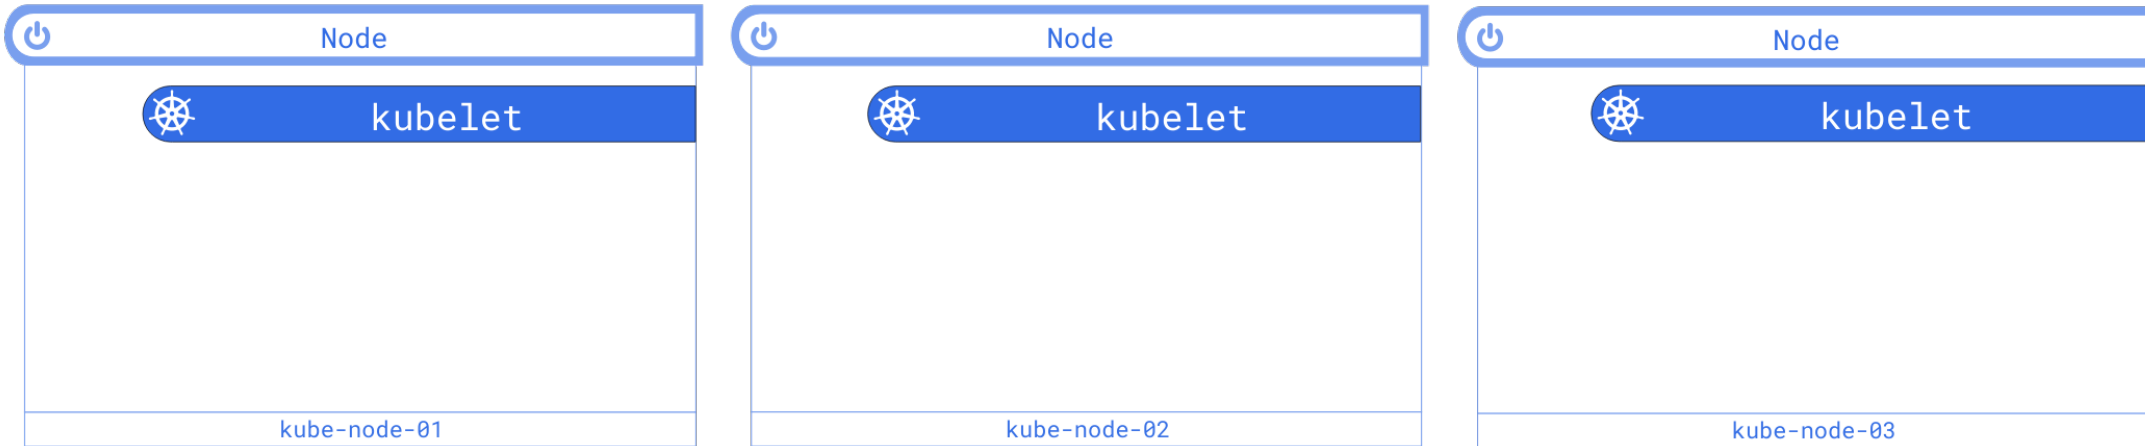 Node
kubelet
kube-node-01
Node
kubelet
kube-node-02
Node
kubelet
kube-node-03